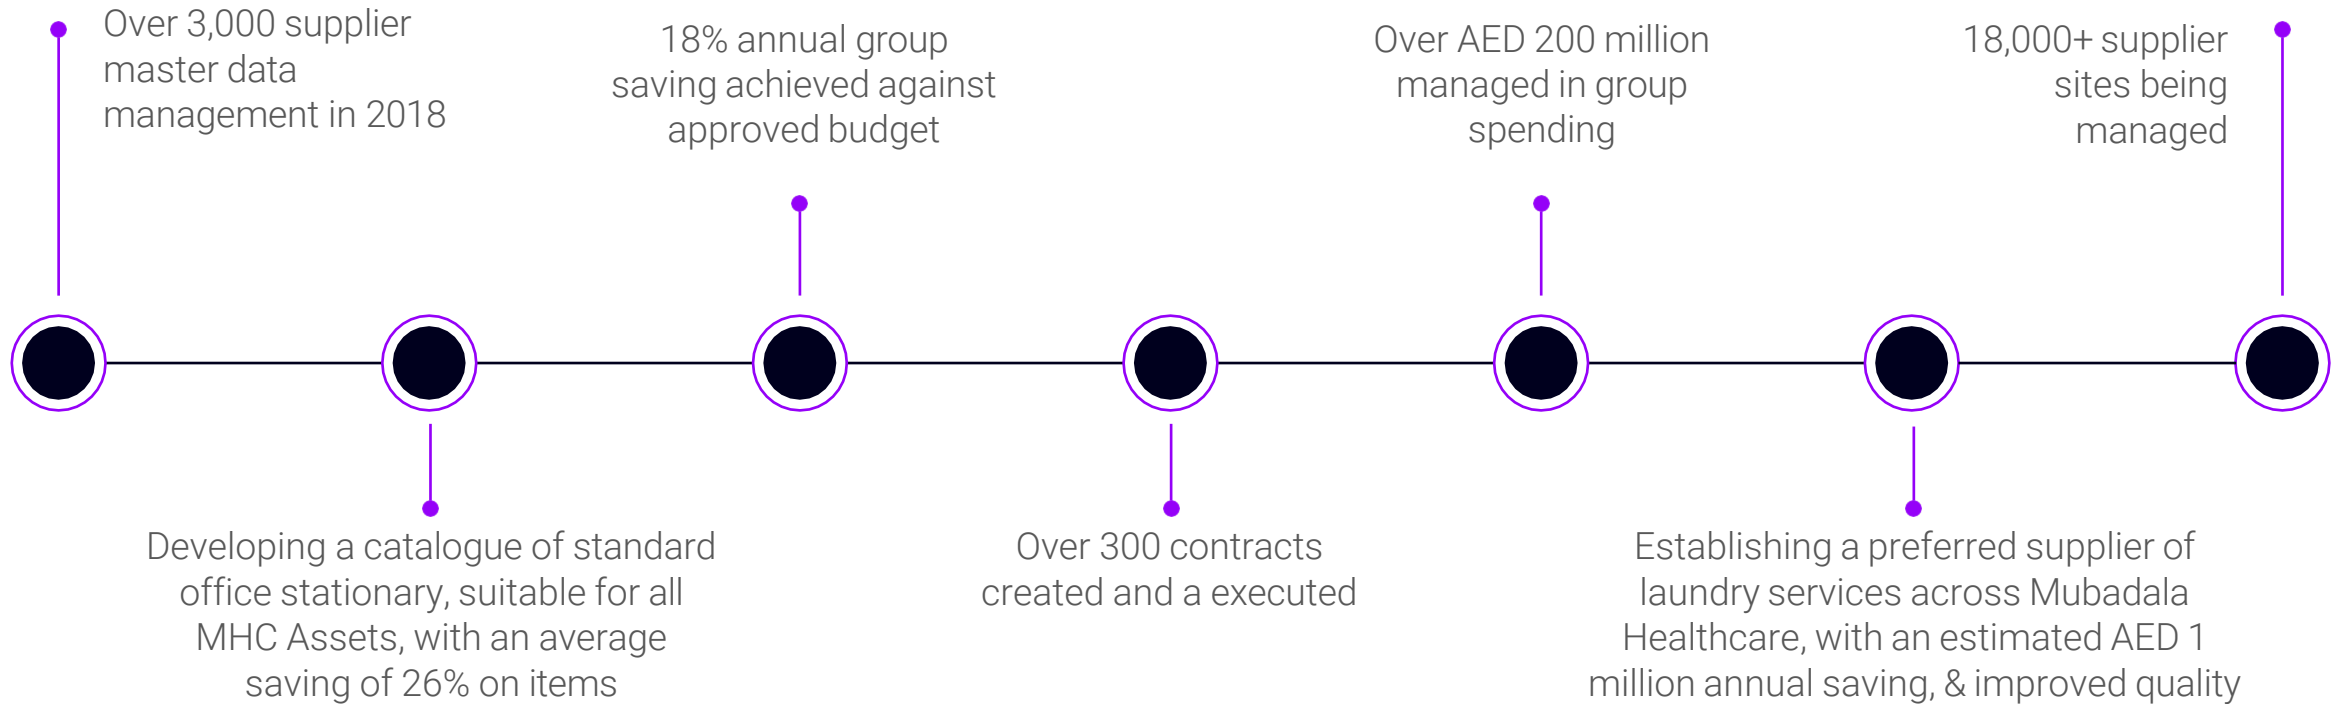 Over 3,000 supplier
master data
management in 2018
18% annual group
saving achieved against
approved budget
Over AED 200 million
managed in group
spending
18,000+ supplier
sites being
managed
Developing a catalogue of standard
office stationary, suitable for all
MHC Assets, with an average
saving of 26% on items
Over 300 contracts
created and a executed
Establishing a preferred supplier of
laundry services across Mubadala
Healthcare, with an estimated AED 1
million annual saving, & improved quality